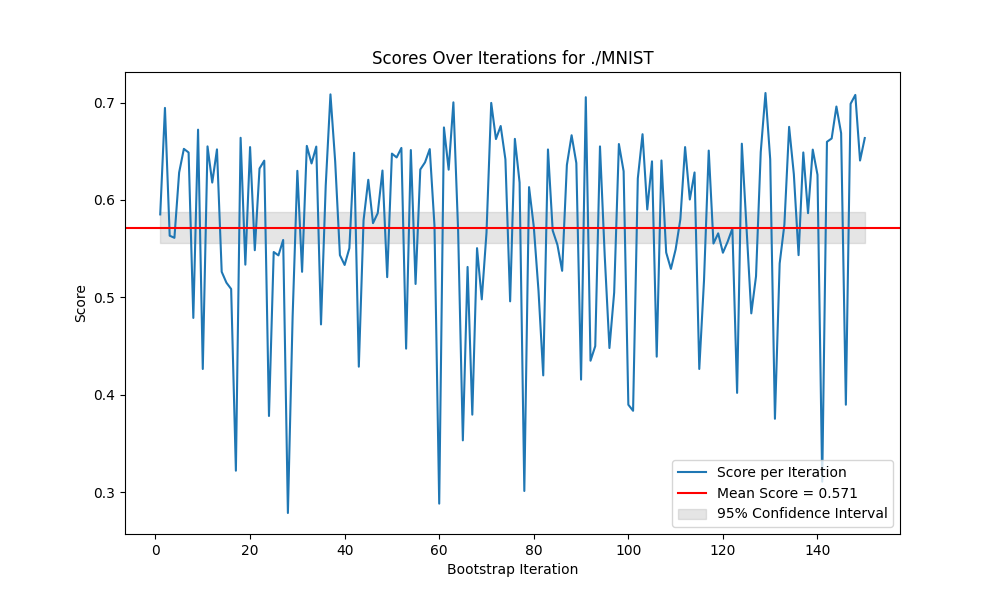 Scores Over Iterations for ./MNIST
0.7
0.6
0.5
0.4
0.3
Score
Score per Iteration
Mean Score = 0.571
95% Confidence Interval
0 20 40 60 80 100 120 140
Bootstrap Iteration